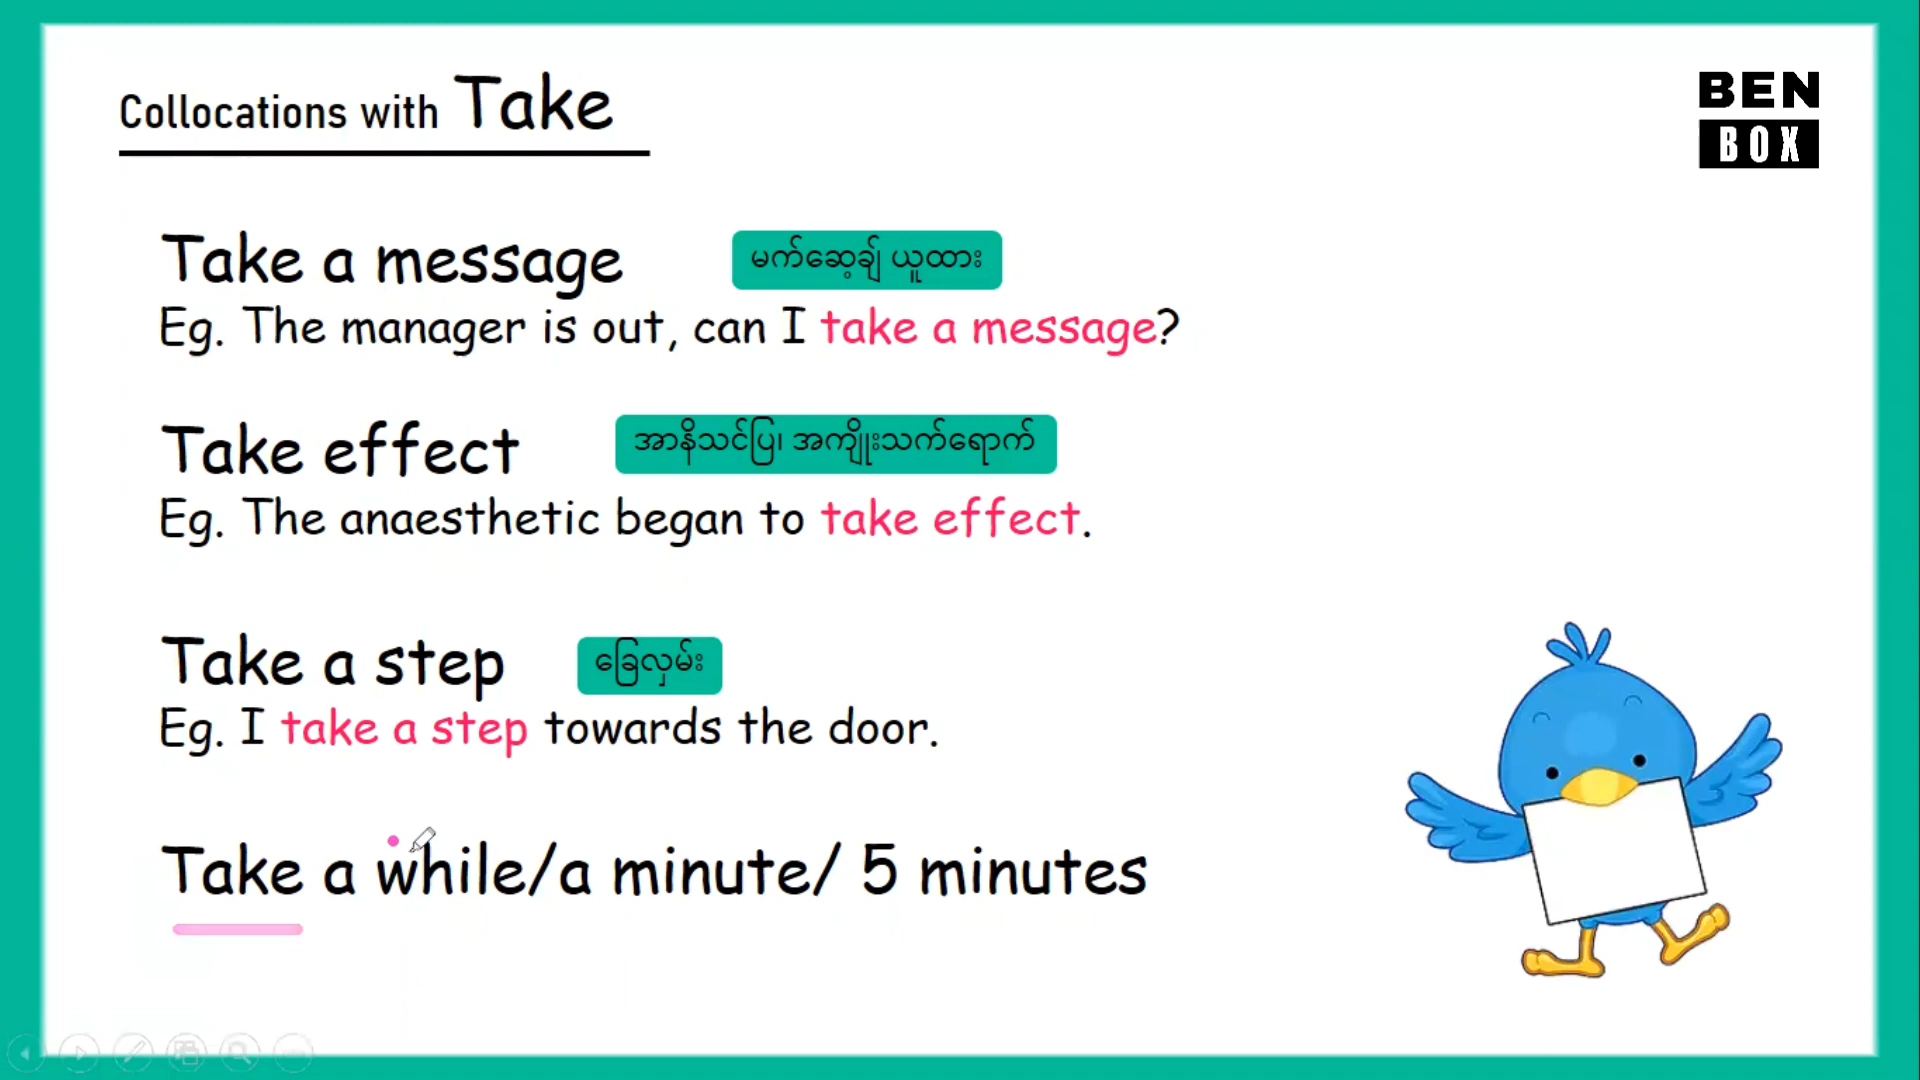 Collocations with Take
BEN
BOX
Take a message
မက်ဆေ့ချ် ယူထား
Eg. The manager is out, can I take a message?
Take effect
အာနိသင်ပြ၊ အကျိုးသက်ရောက်
Eg. The anaesthetic began to take effect.
Take a step
ခြေလှမ်း
Eg. I take a step towards the door.
Take a while/a minute/ 5 minutes